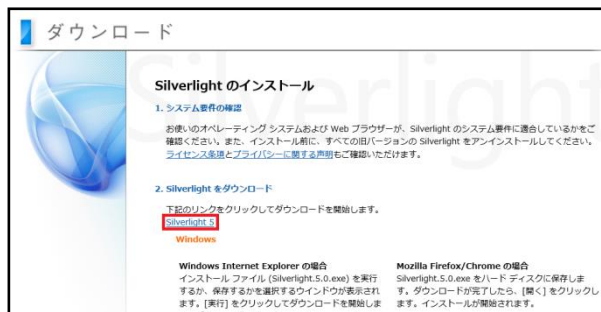 ダウンロード
Silverlight のインストール
1. システム要件の確認
お使いのオペレーティング システムおよび Web ブラウザーが、Silverlight のシステム要件に適合しているかをご
確認ください。また、インストール前に、すべての旧バージョンの Silverlight をアンインストールしてください。
ライセンス条項とプライバシーに関する声明もご確認いただけます。
2. Silverlight をダウンロード
下記のリンクをクリックしてダウンロードを開始します。
Silverlight 5
Windows
Windows Internet Explorer の場合
インストール ファイル (Silverlight.5.0.exe) を実行
するか、保存するかを選択するウインドウが表示され
ます。[実行] をクリックしてダウンロードを開始しま
Mozilla Firefox/Chrome の場合
Silverlight.5.0.exe をハード ディスクに保存しま
す。ダウンロードが完了したら、[開く] をクリックし
ます。インストールが開始されます。
Silverlight